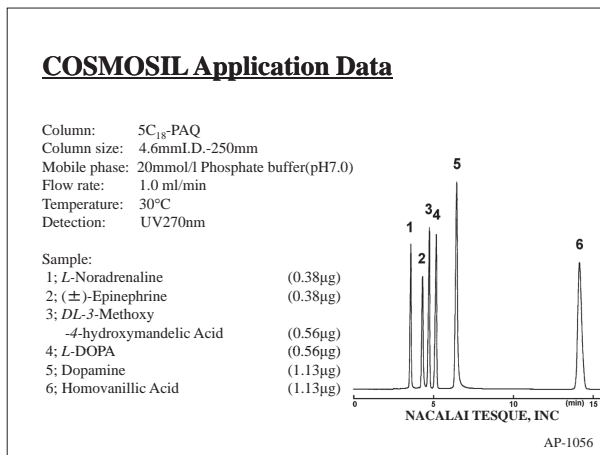 COSMOSIL Application Data
Column: 5C18-PAQ
Column size: 4.6mmI.D.-250mm
Mobile phase: 20mmol/l Phosphate buffer(pH7.0)
Flow rate: 1.0 ml/min
Temperature: 30°C
Detection: UV270nm
Sample:
1; L-Noradrenaline (0.38µg)
2; (±)-Epinephrine (0.38µg)
3; DL-3-Methoxy
-4-hydroxymandelic Acid (0.56µg)
4; L-DOPA (0.56µg)
5; Dopamine (1.13µg)
6; Homovanillic Acid (1.13µg)
1
2
3
4
5
6
0 5 10 (min) 15
NACALAI TESQUE, INC
AP-1056